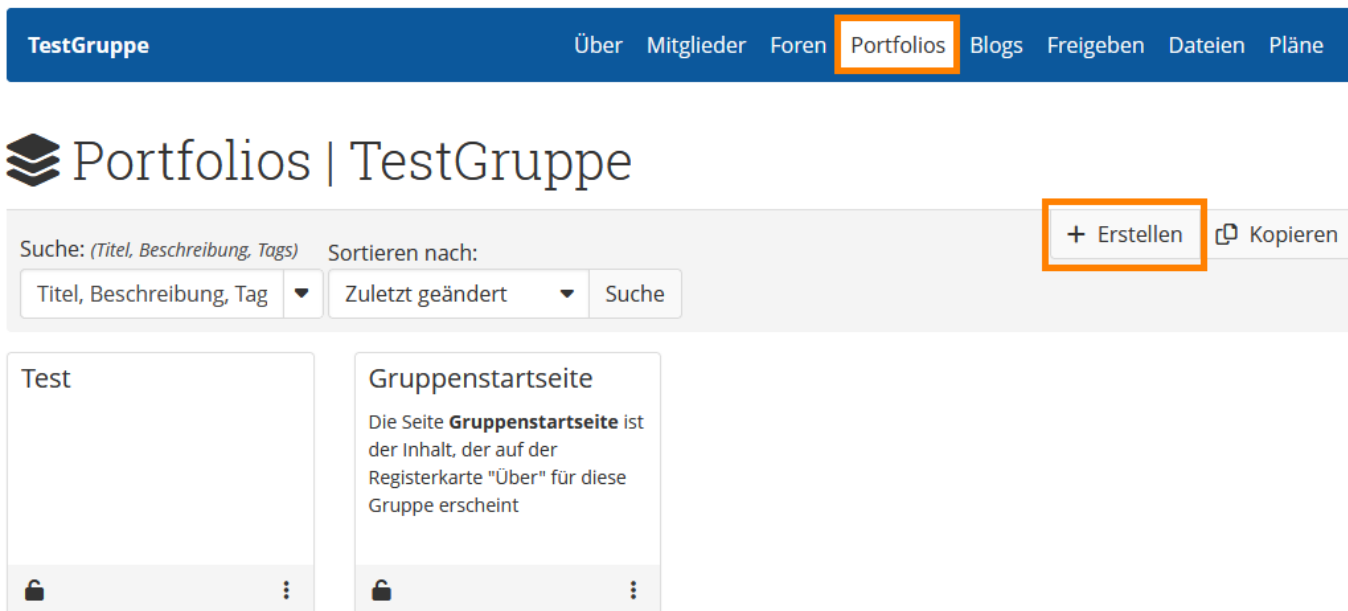 TestGruppe Über Mitglieder Foren Portfolios Blogs Freigeben Dateien Pläne
Portfolios | TestGruppe
+ Erstellen Kopieren
Suche: (Titel, Beschreibung, Tags) Sortieren nach:
Titel, Beschreibung, Tag Zuletzt geändert Suche
Test
Gruppenstartseite
Die Seite Gruppenstartseite ist
der Inhalt, der auf der
Registerkarte "Über" für diese
Gruppe erscheint